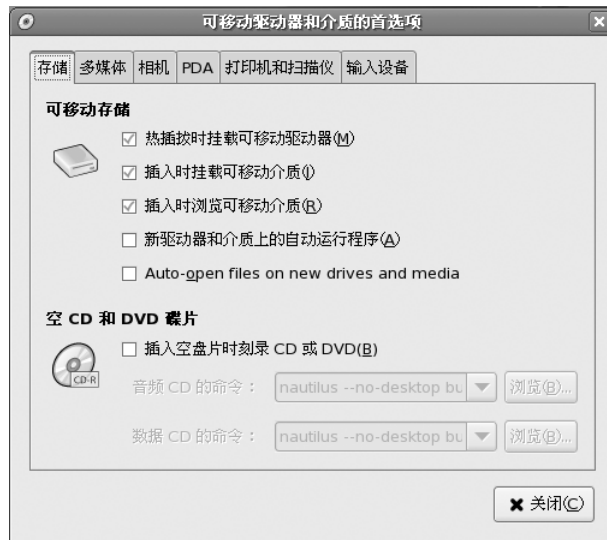 可移动驱动器和介质的首选项
存储 多媒体 相机 PDA 打印机和扫描仪 输入设备
可移动存储
热插拔时挂载可移动驱动器(M)
插入时挂载可移动介质(I)
插入时浏览可移动介质(R)
新驱动器和介质上的自动运行程序(A)
Auto-open files on new drives and media
空 CD 和 DVD 碟片
插入空盘片时刻录 CD 或 DVD(B)
CD-R
音频 CD 的命令： nautilus --no-desktop bu 浏览(B)...
数据 CD 的命令： nautilus --no-desktop bu 浏览(B)...
关闭(C)